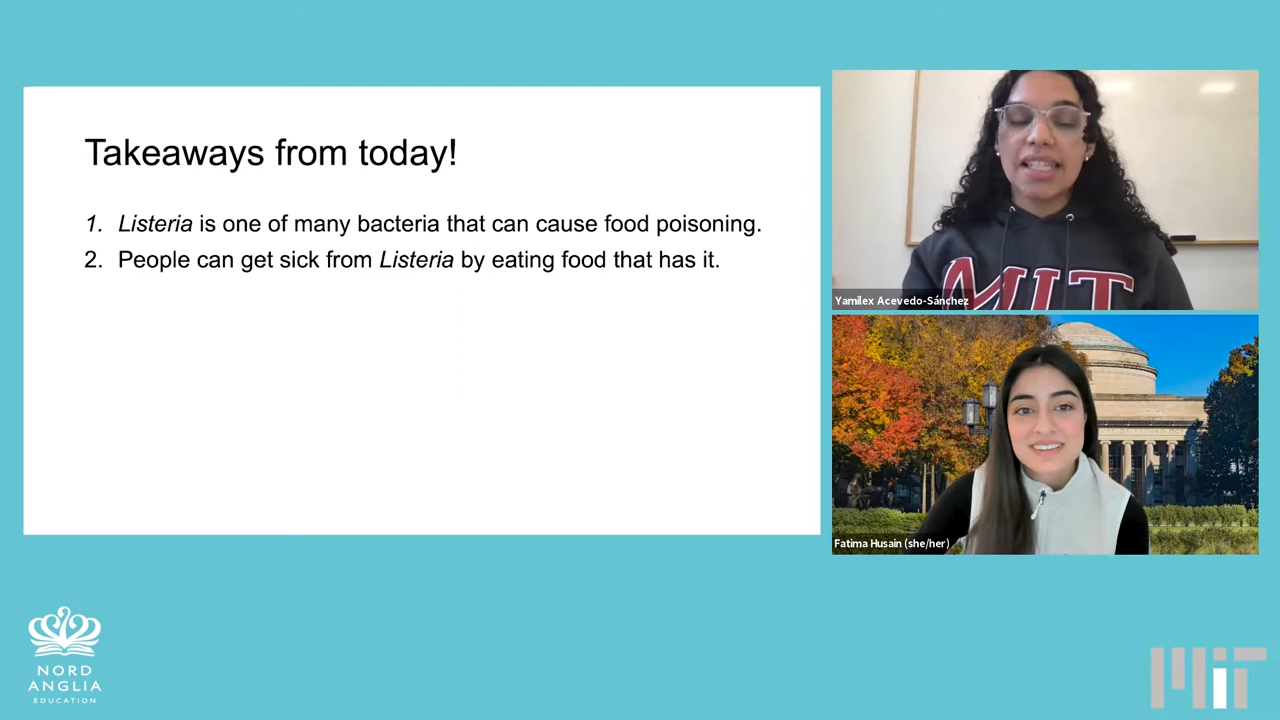 Takeaways from today!
1. Listeria is one of many bacteria that can cause food poisoning.
2. People can get sick from Listeria by eating food that has it.
MIT
Yamilex Acevedo-Sánchez
Fatima Husain (she/her)
NORD
ANGLIA
EDUCATION
MIT